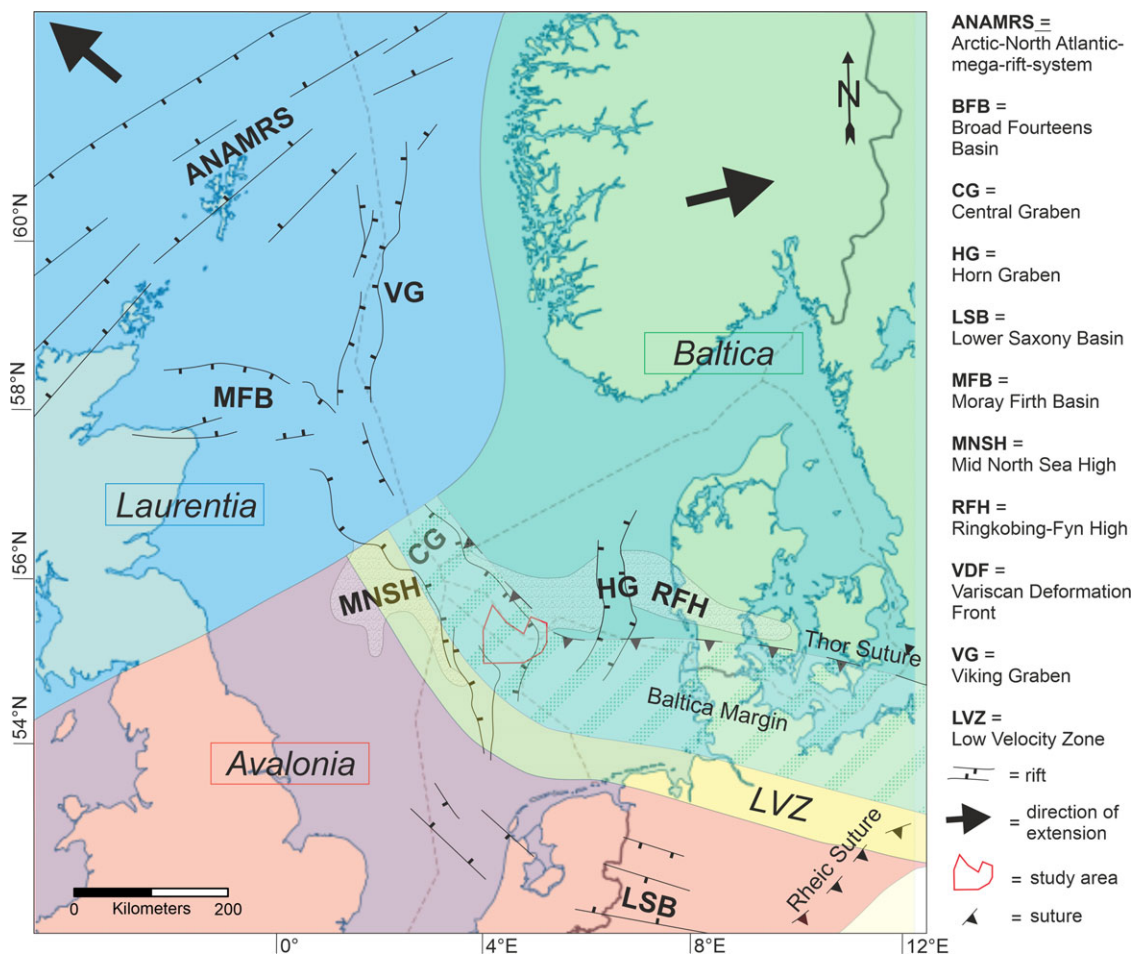 ANAMRS
N
60°N
VG
Baltica
58°N
MFB
Laurentia
56°N
CG
MNSH
HG
RFH
Thor Suture
Baltica Margin
54°N
Avalonia
LVZ
Rheic Suture
LSB
0
200
Kilometers
0°
4°E
8°E
12°E
ANAMRS =
Arctic-North Atlantic-
mega-rift-system
BFB =
Broad Fourteens
Basin
CG =
Central Graben
HG =
Horn Graben
LSB =
Lower Saxony Basin
MFB =
Moray Firth Basin
MNSH =
Mid North Sea High
RFH =
Ringkobing-Fyn High
VDF =
Variscan Deformation
Front
VG =
Viking Graben
LVZ =
Low Velocity Zone
= rift
= direction of
extension
= study area
= suture